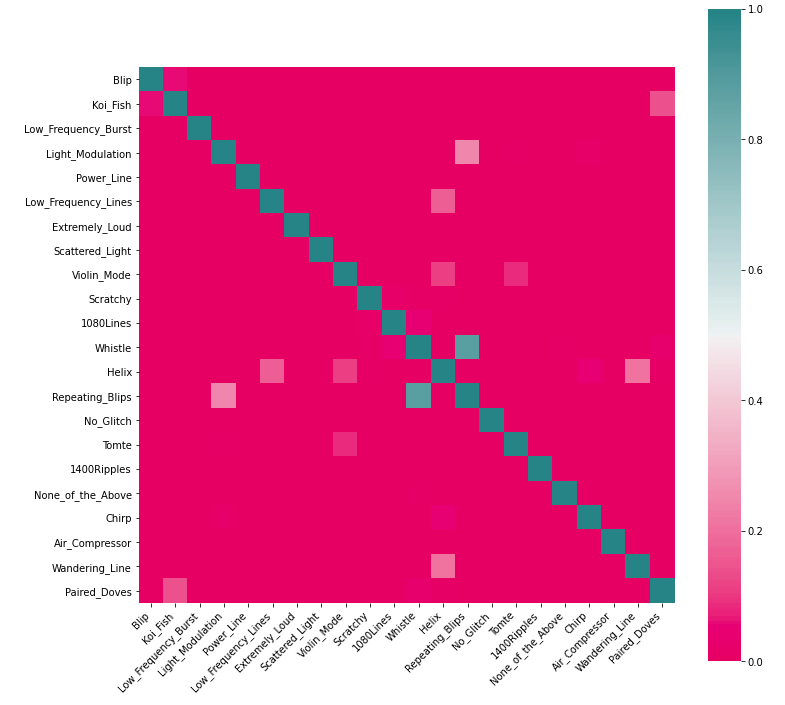 Blip
Koi_Fish
Low_Frequency_Burst
Light_Modulation
Power_Line
Low_Frequency_Lines
Extremely_Loud
Scattered_Light
Violin_Mode
Scratchy
1080Lines
Whistle
Helix
Repeating_Blips
No_Glitch
Tomte
1400Ripples
None_of_the_Above
Chirp
Air_Compressor
Wandering_Line
Paired_Doves
Blip
Koi_Fish
Low_Frequency_Burst
Light_Modulation
Power_Line
Low_Frequency_Lines
Extremely_Loud
Scattered_Light
Violin_Mode
Scratchy
1080Lines
Whistle
Helix
Repeating_Blips
No_Glitch
Tomte
1400Ripples
None_of_the_Above
Chirp
Air_Compressor
Wandering_Line
Paired_Doves
1.0
0.8
0.6
0.4
0.2
0.0